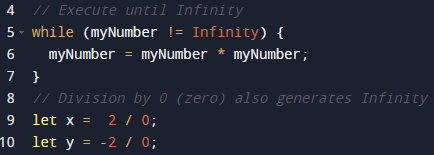 4 // Execute until Infinity
5 while (myNumber != Infinity) {
6 myNumber = myNumber * myNumber;
7 }
8 // Division by 0 (zero) also generates Infinity
9 let x =  2 / 0;
10 let y = -2 / 0;